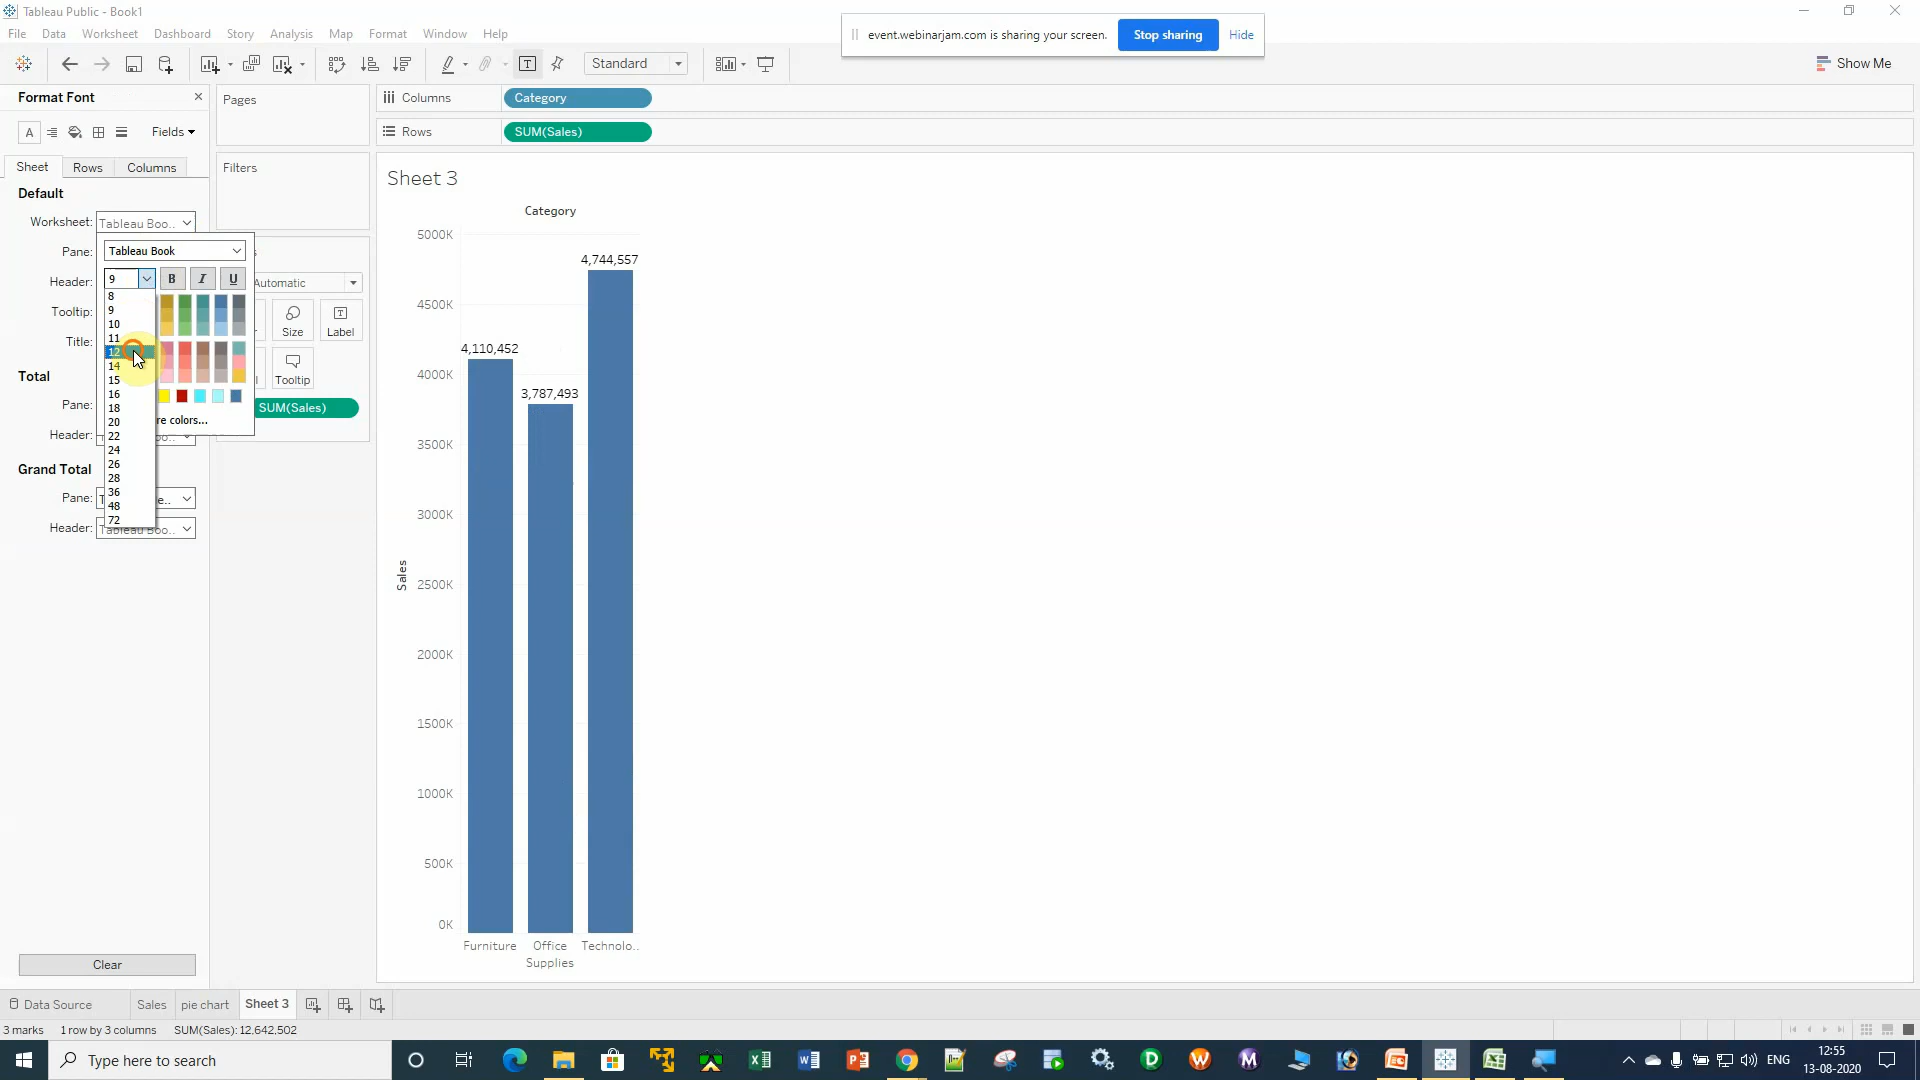 Tableau Public - Book1
File Data Worksheet Dashboard Story Analysis Map Format Window Help
event.webinarjam.com is sharing your screen. Stop sharing Hide
Standard
Show Me
Format Font
Pages
Columns Category
A Fields
Rows SUM(Sales)
Sheet Rows Columns
Filters
Sheet 3
Default
Worksheet: Tableau Boo..
Category
Pane: Tableau Book
Header: 9 B I U
Automatic
Tooltip:
Title:
Size Label
Tooltip
Total
Pane:
SUM(Sales)
re colors...
Header:
Grand Total
Pane:
Header: Tableau Boo..
8
9
10
11
12
14
15
16
18
20
22
24
26
28
36
48
72
5000K
4500K
4000K
3500K
3000K
2500K
2000K
1500K
1000K
500K
0K
Sales
4,110,452
3,787,493
4,744,557
Furniture Office Supplies Technolo..
Clear
Data Source Sales pie chart Sheet 3
3 marks 1 row by 3 columns SUM(Sales): 12,642,502
Type here to search
ENG
12:55
13-08-2020